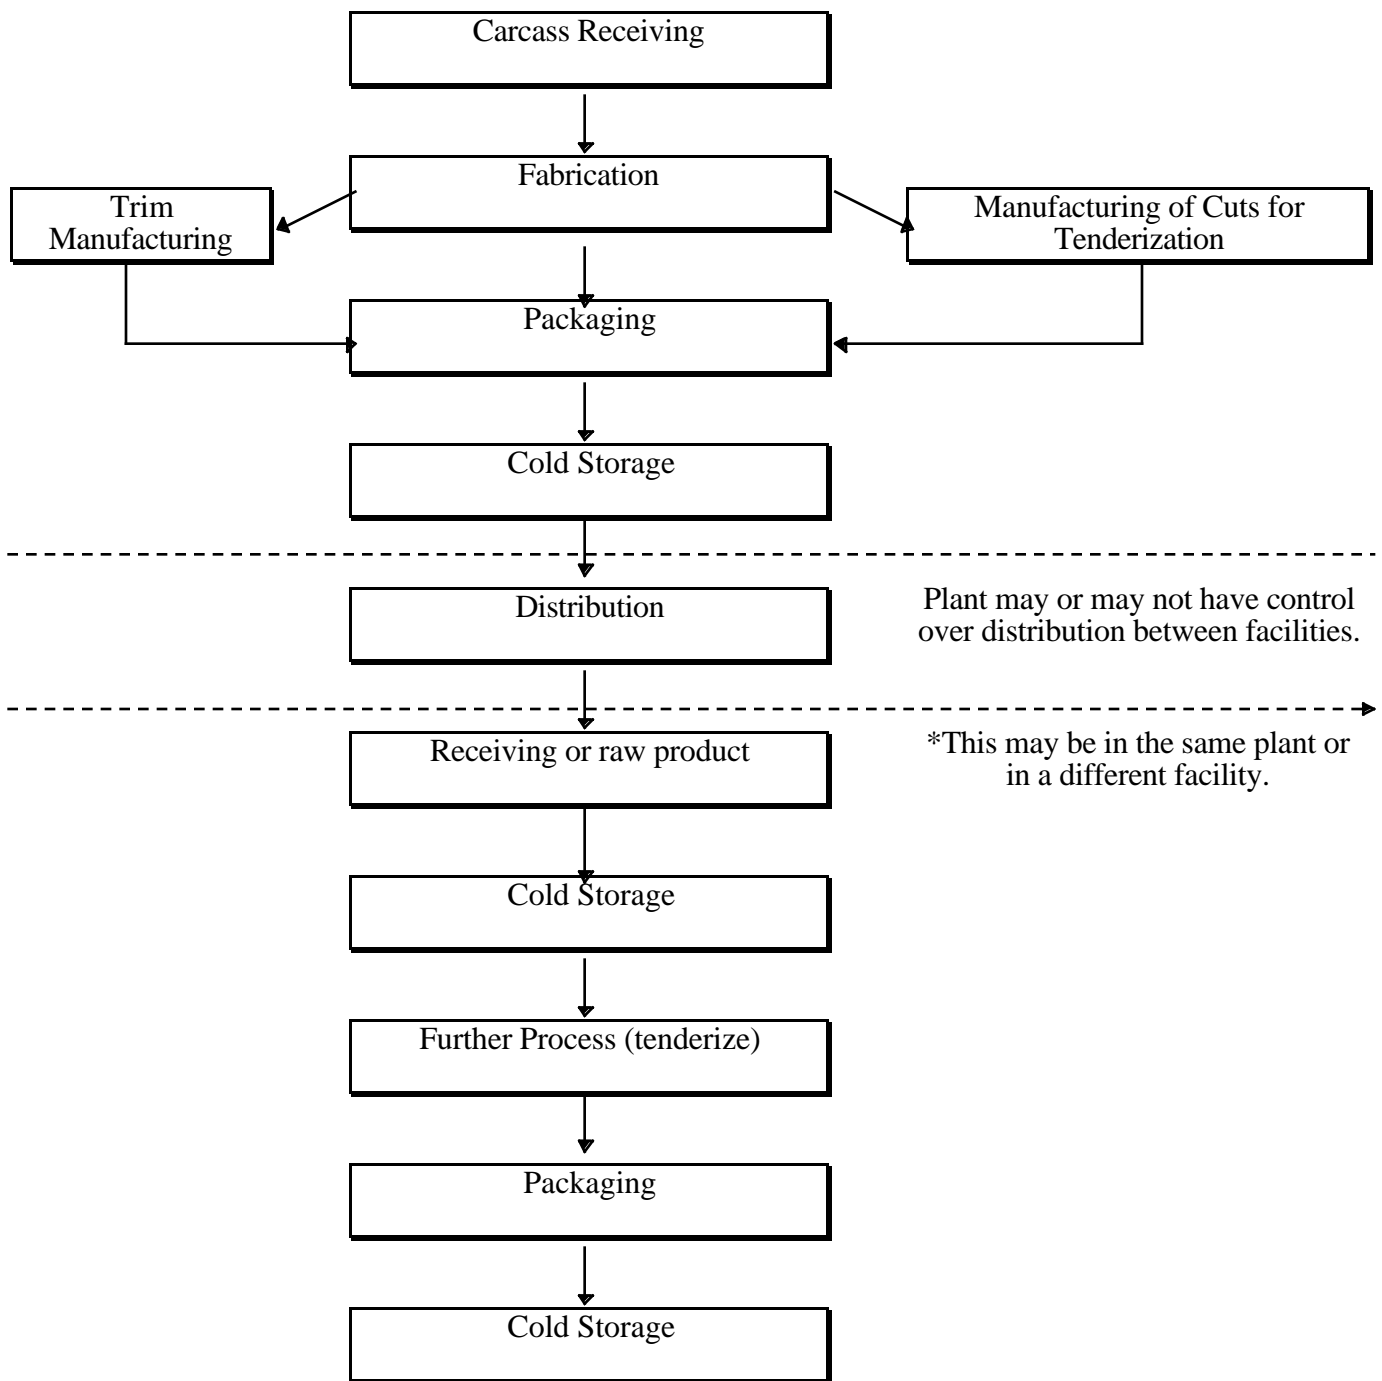 Carcass Receiving
Fabrication
Trim
Manufacturing
Manufacturing of Cuts for
Tenderization
Packaging
Cold Storage
Distribution
Plant may or may not have control
over distribution between facilities.
Receiving or raw product
*This may be in the same plant or
in a different facility.
Cold Storage
Further Process (tenderize)
Packaging
Cold Storage